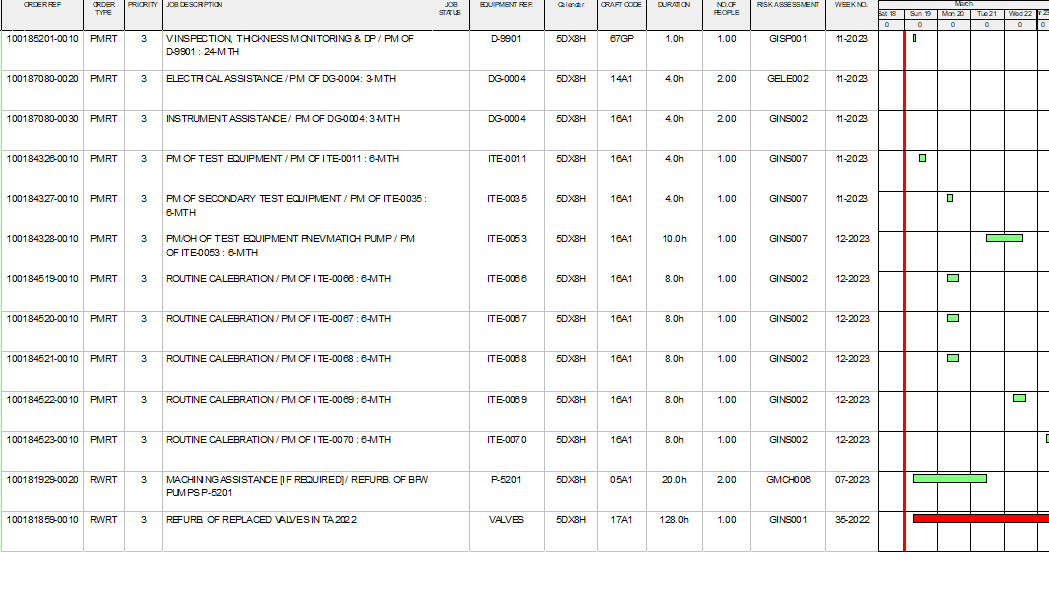 ORDER REF ORDER TYPE PRIORITY JOB DESCRIPTION JOB STATUS EQUIPMENT REF. Calendar CRAFT CODE DURATION NO.OF PEOPLE RISK ASSESSMENT WEEK NO. March
Sat 18 Sun 19 Mon 20 Tue 21 Wed 22
0 0 0 0 0 0
100185201-0010 PMRT 3 V INSPECTION, THICKNESS MONITORING & DP / PM OF D-9901 5DX8H 67GP 1.0h 1.00 GISP001 11-2023
D-9901 : 24-MTH
100187080-0020 PMRT 3 ELECTRICAL ASSISTANCE / PM OF DG-0004: 3-MTH DG-0004 5DX8H 14A1 4.0h 2.00 GELE002 11-2023
100187080-0030 PMRT 3 INSTRUMENT ASSISTANCE / PM OF DG-0004: 3-MTH DG-0004 5DX8H 16A1 4.0h 2.00 GINS002 11-2023
100184326-0010 PMRT 3 PM OF TEST EQUIPMENT / PM OF ITE-0011 : 6-MTH ITE-0011 5DX8H 16A1 4.0h 1.00 GINS007 11-2023
100184327-0010 PMRT 3 PM OF SECONDARY TEST EQUIPMENT / PM OF ITE-0035 : ITE-0035 5DX8H 16A1 4.0h 1.00 GINS007 11-2023
6-MTH
100184328-0010 PMRT 3 PM/OH OF TEST EQUIPMENT PNEVMATICH PUMP / PM ITE-0053 5DX8H 16A1 10.0h 1.00 GINS007 12-2023
OF ITE-0053 : 6-MTH
100184519-0010 PMRT 3 ROUTINE CALEBRATION / PM OF ITE-0066 : 6-MTH ITE-0066 5DX8H 16A1 8.0h 1.00 GINS002 12-2023
100184520-0010 PMRT 3 ROUTINE CALEBRATION / PM OF ITE-0067 : 6-MTH ITE-0067 5DX8H 16A1 8.0h 1.00 GINS002 12-2023
100184521-0010 PMRT 3 ROUTINE CALEBRATION / PM OF ITE-0068 : 6-MTH ITE-0068 5DX8H 16A1 8.0h 1.00 GINS002 12-2023
100184522-0010 PMRT 3 ROUTINE CALEBRATION / PM OF ITE-0069 : 6-MTH ITE-0069 5DX8H 16A1 8.0h 1.00 GINS002 12-2023
100184523-0010 PMRT 3 ROUTINE CALEBRATION / PM OF ITE-0070 : 6-MTH ITE-0070 5DX8H 16A1 8.0h 1.00 GINS002 12-2023
100181929-0020 RWRT 3 MACHINING ASSISTANCE [IF REQUIRED] / REFURB. OF BFW P-5201 5DX8H 05A1 20.0h 2.00 GMCH006 07-2023
PUMPS P-5201
100181859-0010 RWRT 3 REFURB. OF REPLACED VALVES IN TA 2022 VALVES 5DX8H 17A1 128.0h 1.00 GINS001 35-2022